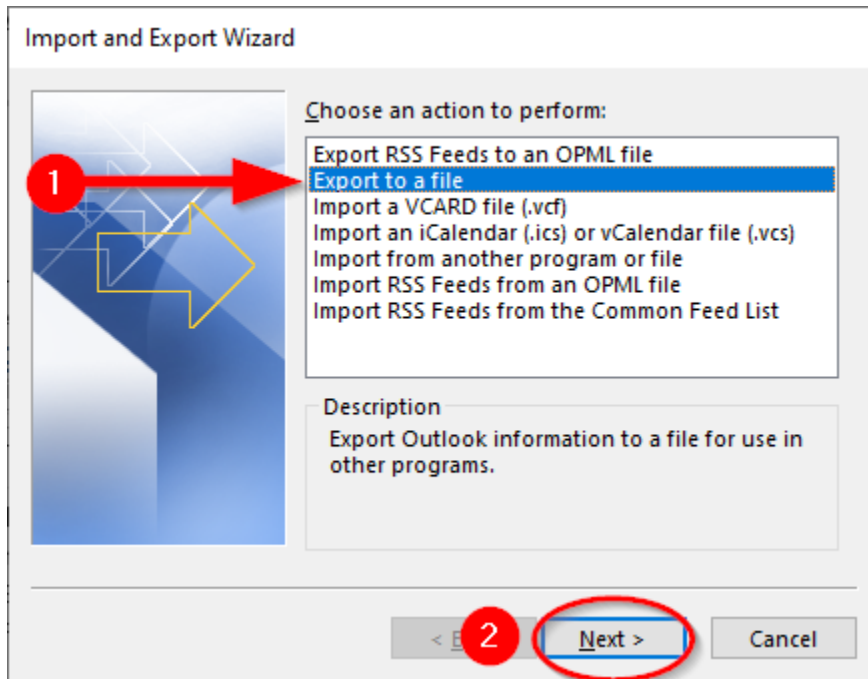 Import and Export Wizard
Choose an action to perform:
Export RSS Feeds to an OPML file
1
Export to a file
Import a VCARD file (.vcf)
Import an iCalendar (.ics) or vCalendar file (.vcs)
Import from another program or file
Import RSS Feeds from an OPML file
Import RSS Feeds from the Common Feed List
Description
Export Outlook information to a file for use in
other programs.
< 2 Next > Cancel